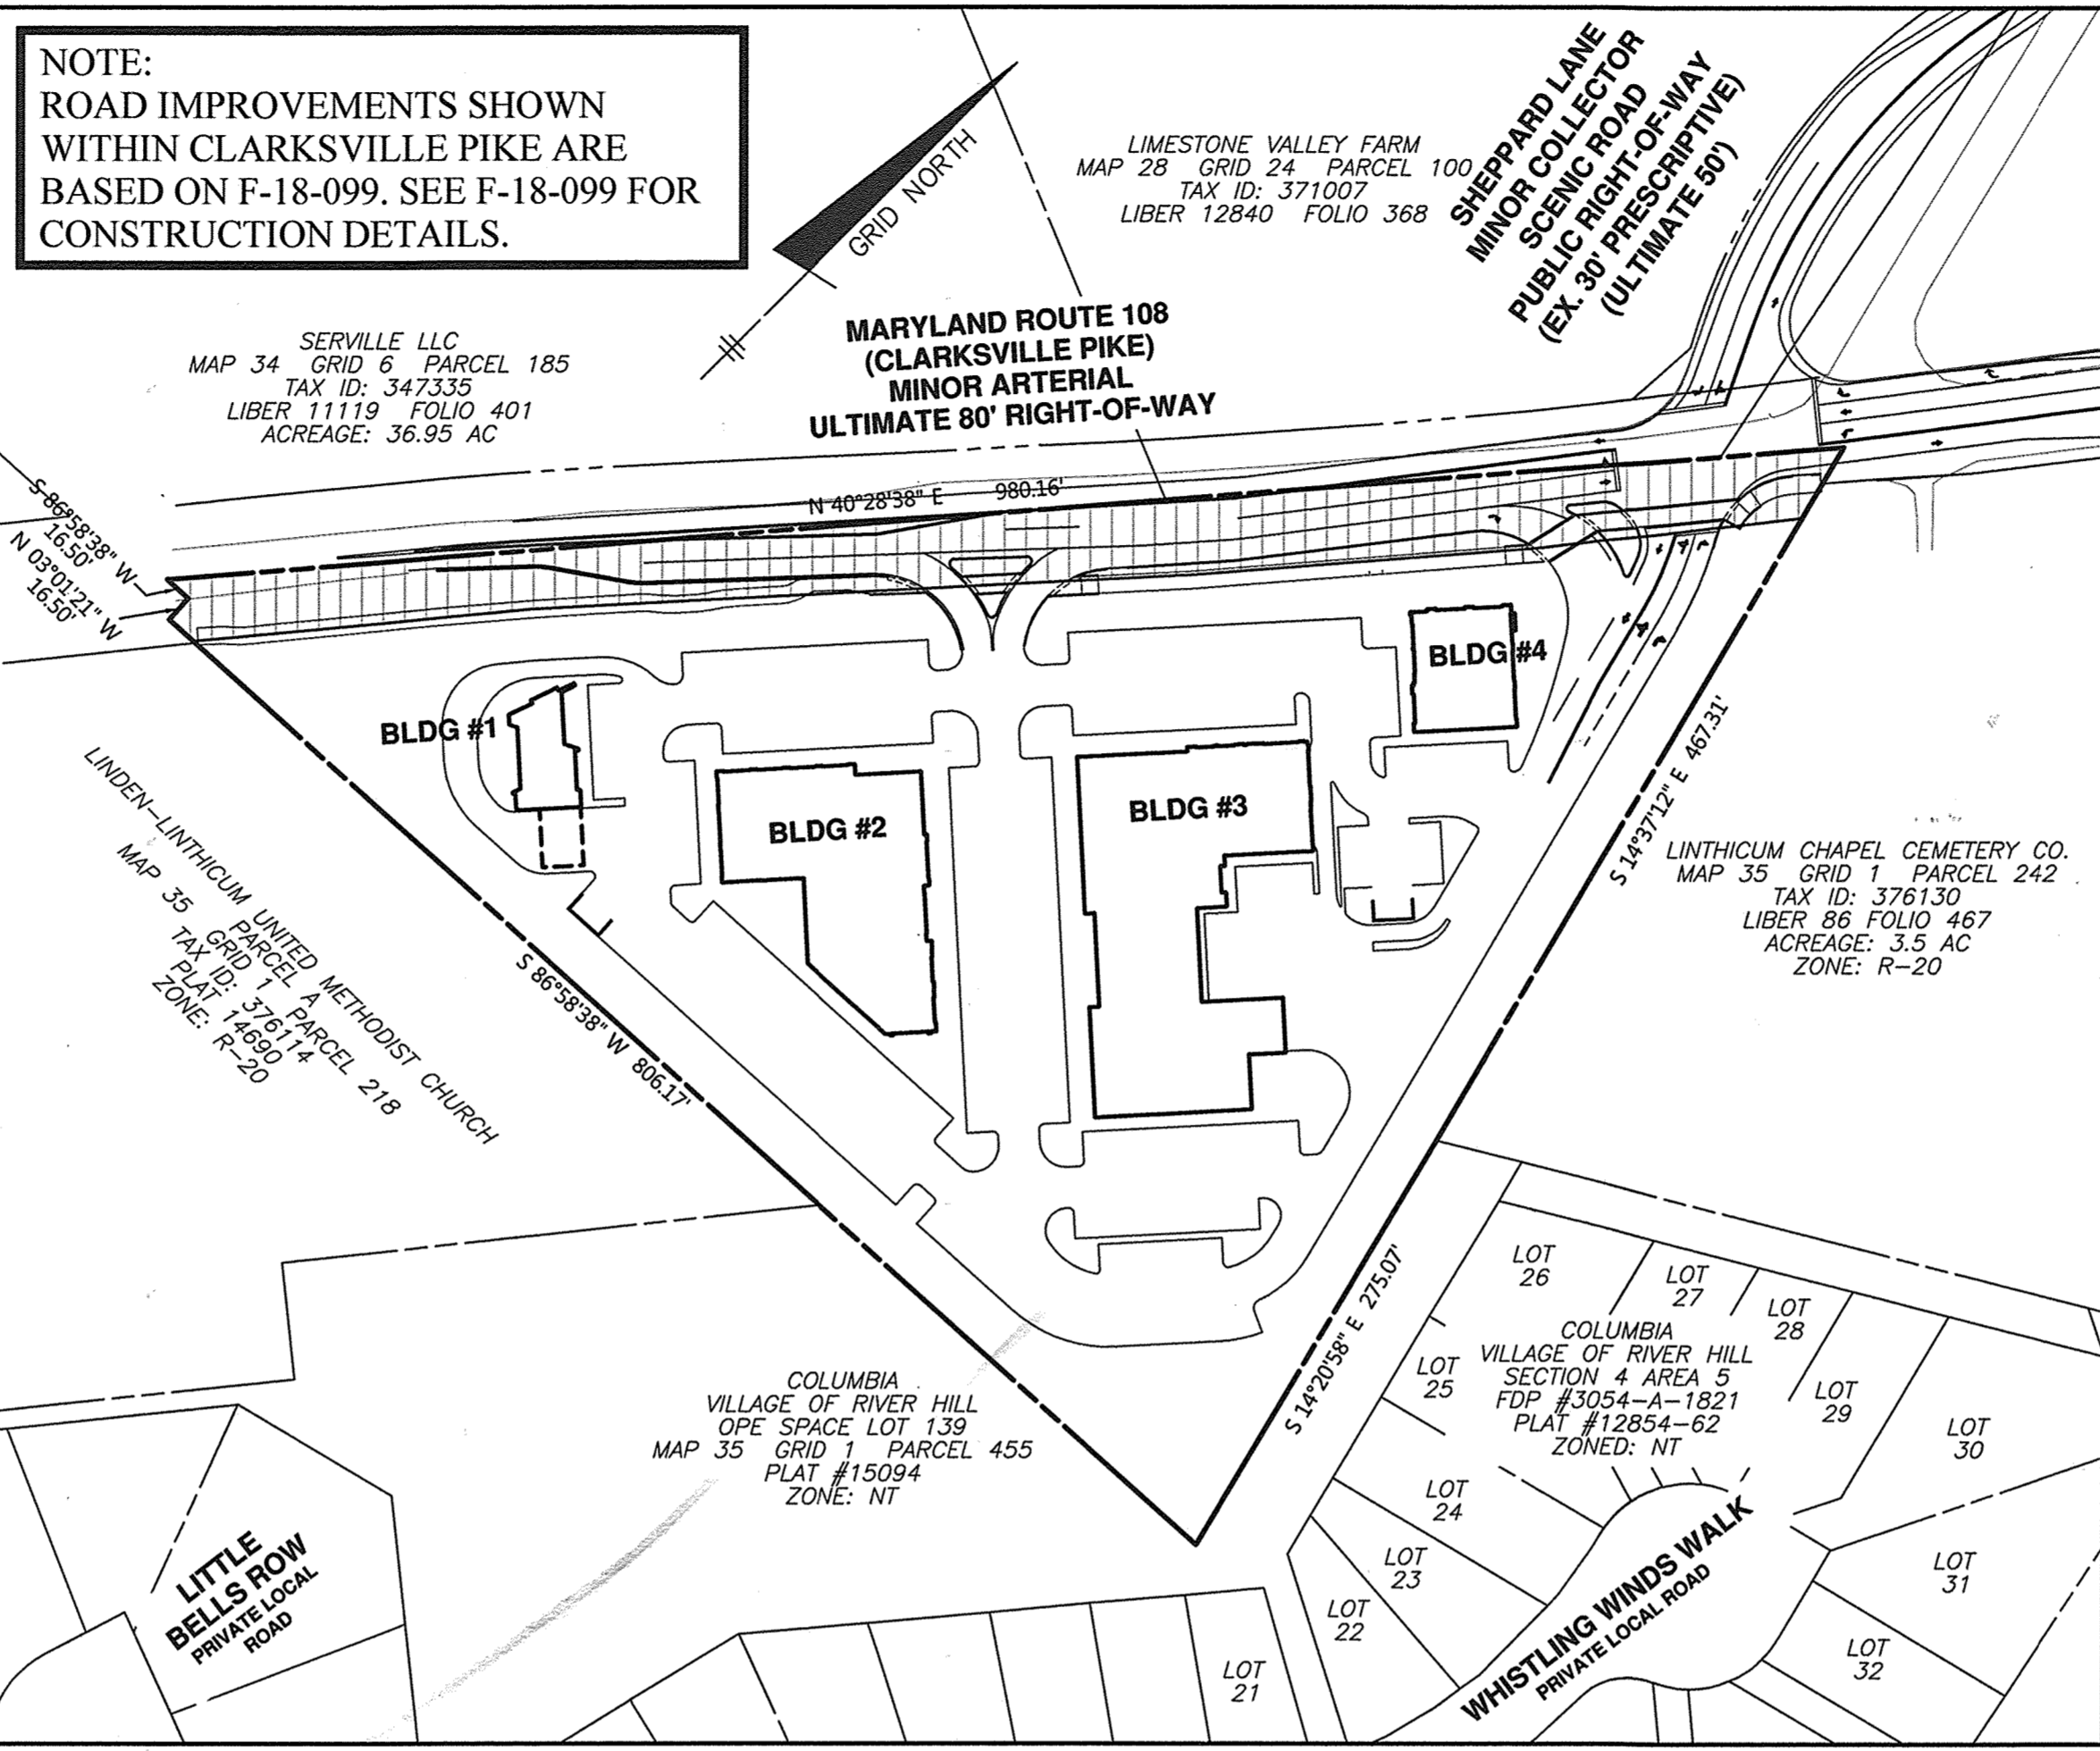 NOTE:
ROAD IMPROVEMENTS SHOWN
WITHIN CLARKSVILLE PIKE ARE
BASED ON F-18-099. SEE F-18-099 FOR
CONSTRUCTION DETAILS.
GRID NORTH
LIMESTONE VALLEY FARM
MAP 28 GRID 24 PARCEL 100
TAX ID: 371007
LIBER 12840 FOLIO 368
SHEPPARD LANE
MINOR COLLECTOR
SCENIC ROAD
PUBLIC RIGHT-OF-WAY
(EX. 30' PRESCRIPTIVE)
(ULTIMATE 50')
SERVILLE LLC
MAP 34 GRID 6 PARCEL 185
TAX ID: 347335
LIBER 11119 FOLIO 401
ACREAGE: 36.95 AC
MARYLAND ROUTE 108
(CLARKSVILLE PIKE)
MINOR ARTERIAL
ULTIMATE 80' RIGHT-OF-WAY
S 86°58'38" W
16.50'
N 03°01'21" W
16.50'
N 40°28'38" E 980.16'
BLDG #1
BLDG #2
BLDG #3
BLDG #4
S 14°37'12" E 467.31'
LINDEN-LINTHICUM UNITED METHODIST CHURCH
PARCEL A
MAP 35 GRID 1 PARCEL 218
TAX ID: 376114
PLAT 14690
ZONE: R-20
S 86°58'38" W 806.17'
LINTHICUM CHAPEL CEMETERY CO.
MAP 35 GRID 1 PARCEL 242
TAX ID: 376130
LIBER 86 FOLIO 467
ACREAGE: 3.5 AC
ZONE: R-20
S 14°20'58" E 275.07'
COLUMBIA
VILLAGE OF RIVER HILL
OPE SPACE LOT 139
MAP 35 GRID 1 PARCEL 455
PLAT #15094
ZONE: NT
LOT
26
LOT
27
LOT
28
COLUMBIA
VILLAGE OF RIVER HILL
SECTION 4 AREA 5
FDP #3054-A-1821
PLAT #12854-62
ZONED: NT
LOT
25
LOT
29
LOT
30
LOT
24
LOT
23
LOT
22
LOT
21
LOT
31
LOT
32
LITTLE
BELLS ROW
PRIVATE LOCAL
ROAD
WHISTLING WINDS WALK
PRIVATE LOCAL ROAD